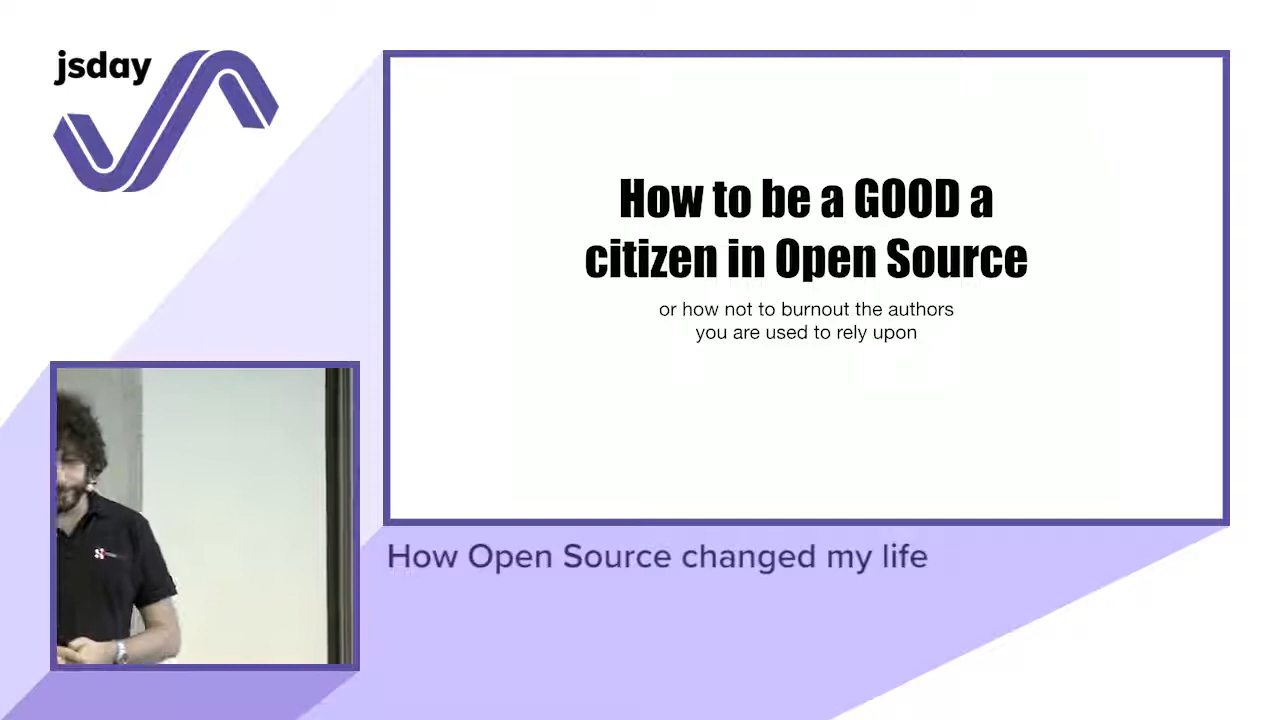 jsday
How to be a GOOD a
citizen in Open Source
or how not to burnout the authors
you are used to rely upon
How Open Source changed my life